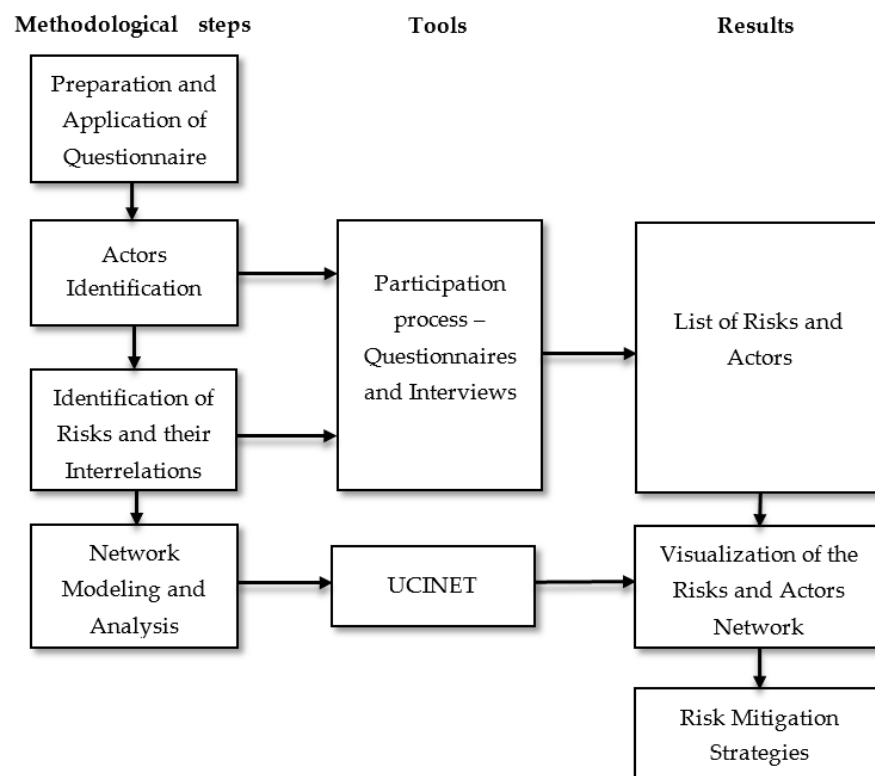 Methodological steps
Tools
Results
Preparation and
Application of
Questionnaire
Actors
Identification
Identification of
Risks and their
Interrelations
Network
Modeling and
Analysis
Participation
process –
Questionnaires
and Interviews
UCINET
List of Risks and
Actors
Visualization of the
Risks and Actors
Network
Risk Mitigation
Strategies